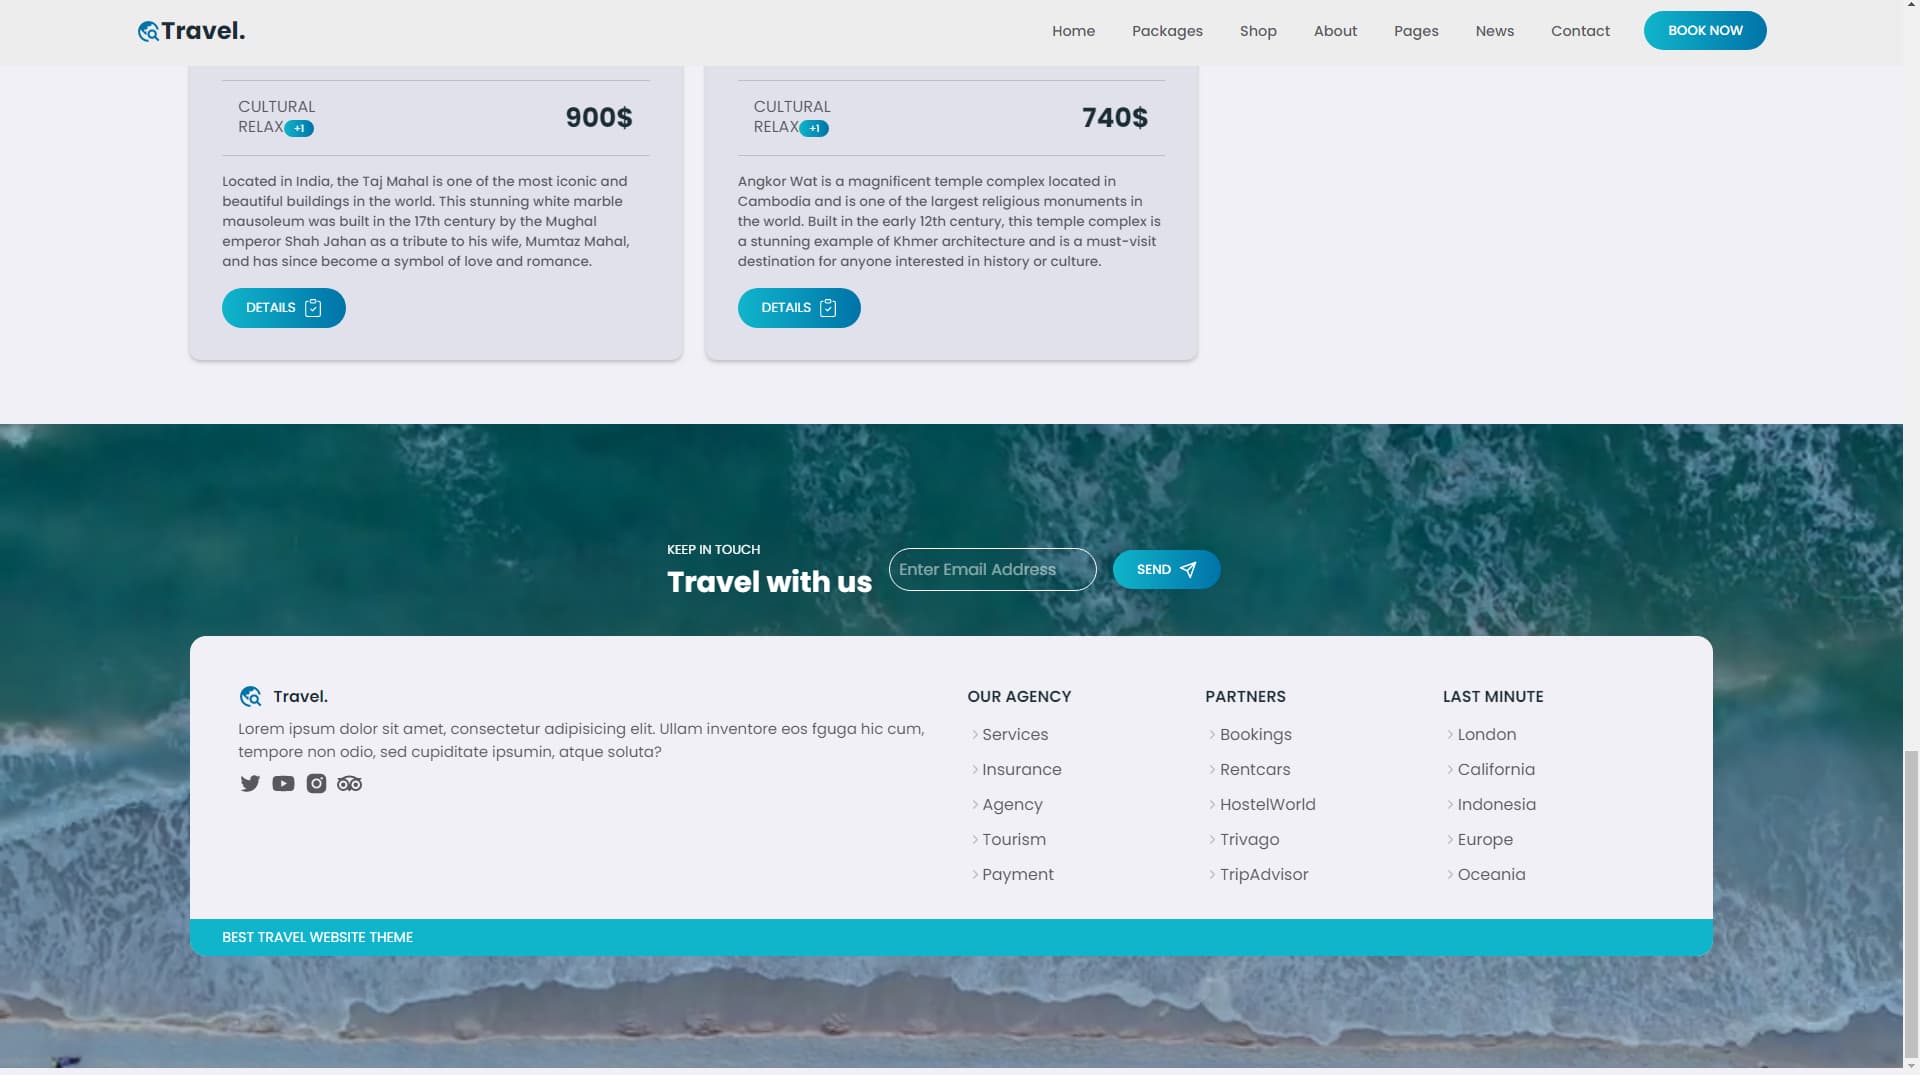 Travel.
Home Packages Shop About Pages News Contact BOOK NOW
CULTURAL
RELAX +1
900$
Located in India, the Taj Mahal is one of the most iconic and
beautiful buildings in the world. This stunning white marble
mausoleum was built in the 17th century by the Mughal
emperor Shah Jahan as a tribute to his wife, Mumtaz Mahal,
and has since become a symbol of love and romance.
DETAILS
CULTURAL
RELAX +1
740$
Angkor Wat is a magnificent temple complex located in
Cambodia and is one of the largest religious monuments in
the world. Built in the early 12th century, this temple complex is
a stunning example of Khmer architecture and is a must-visit
destination for anyone interested in history or culture.
DETAILS
KEEP IN TOUCH
Travel with us
Enter Email Address
SEND
Travel.
Lorem ipsum dolor sit amet, consectetur adipisicing elit. Ullam inventore eos fguga hic cum,
tempore non odio, sed cupiditate ipsumin, atque soluta?
OUR AGENCY
Services
Insurance
Agency
Tourism
Payment
PARTNERS
Bookings
Rentcars
HostelWorld
Trivago
TripAdvisor
LAST MINUTE
London
California
Indonesia
Europe
Oceania
BEST TRAVEL WEBSITE THEME